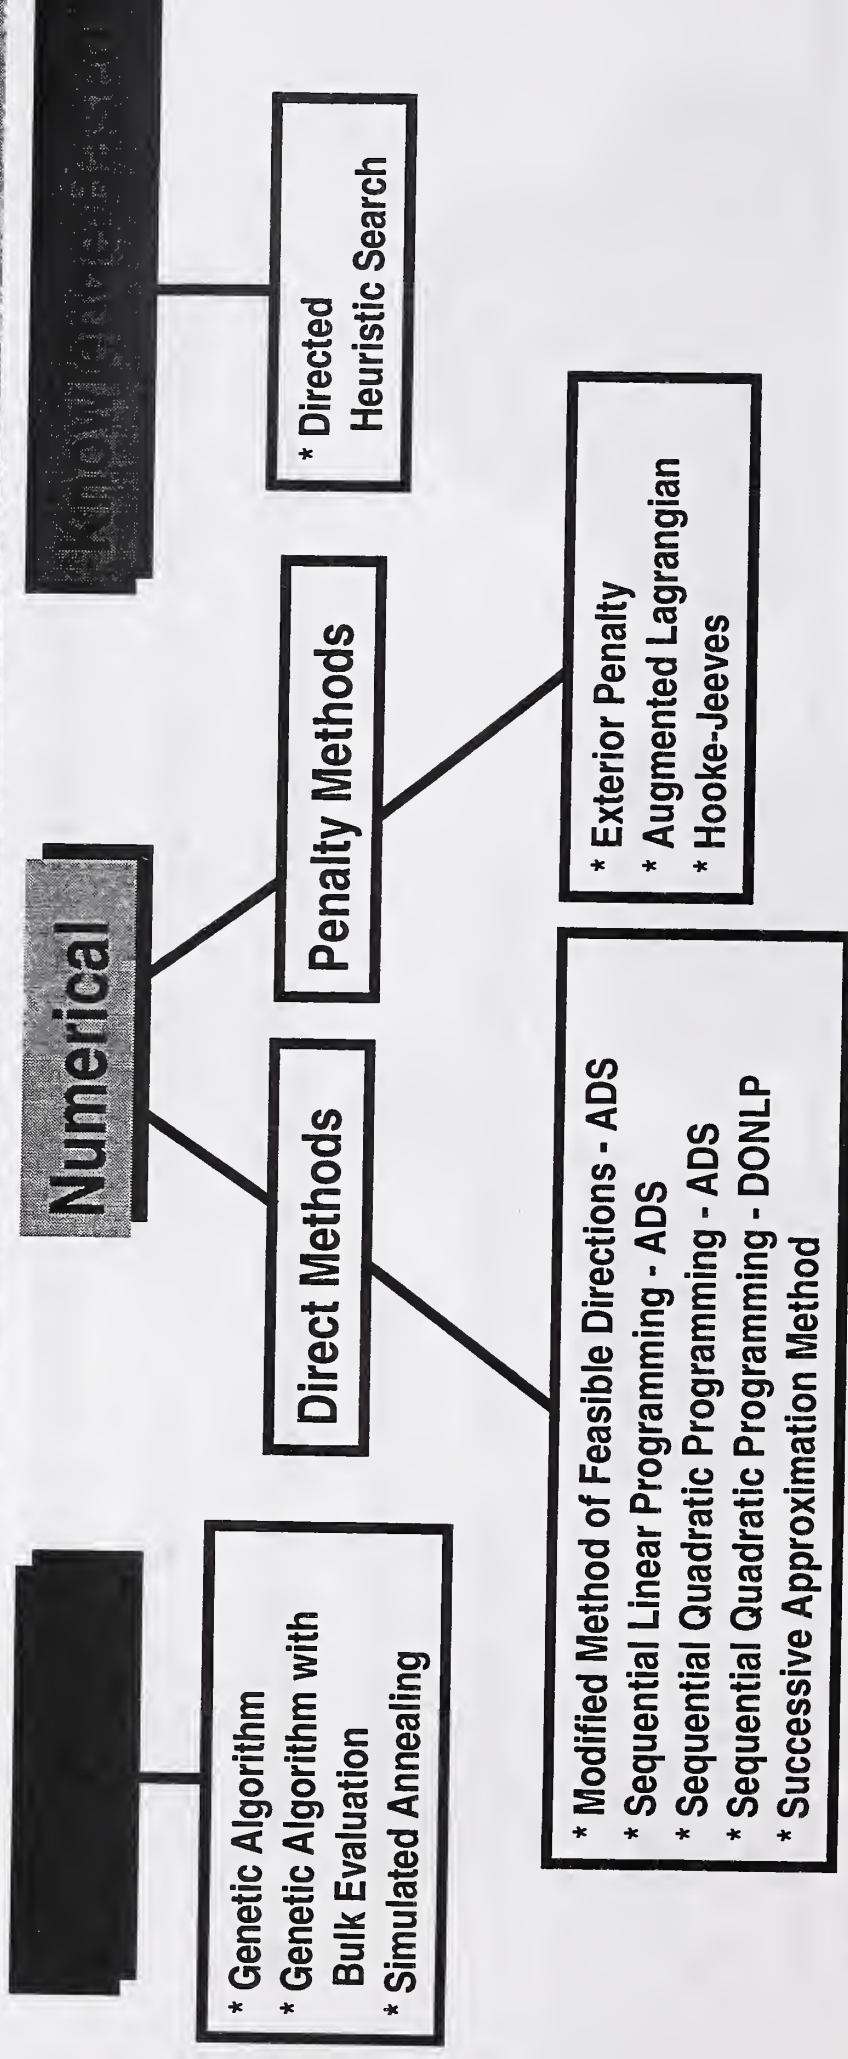 Numerical
* Genetic Algorithm
* Genetic Algorithm with
Bulk Evaluation
* Simulated Annealing
Direct Methods
Penalty Methods
* Directed
Heuristic Search
* Modified Method of Feasible Directions - ADS
* Sequential Linear Programming - ADS
* Sequential Quadratic Programming - ADS
* Sequential Quadratic Programming - DONLP
* Successive Approximation Method
* Exterior Penalty
* Augmented Lagrangian
* Hooke-Jeeves